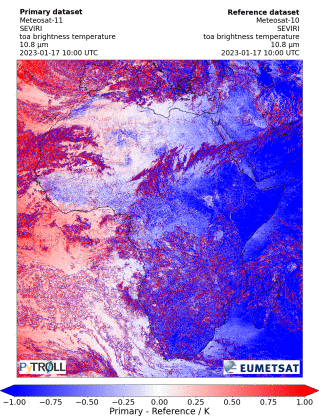 Primary dataset
Meteosat-11
SEVIRI
toa brightness temperature
10.8 µm
2023-01-17 10:00 UTC
Reference dataset
Meteosat-10
SEVIRI
toa brightness temperature
10.8 µm
2023-01-17 10:00 UTC
PYTROLL
EUMETSAT
−1.00 −0.75 −0.50 −0.25 0.00 0.25 0.50 0.75 1.00
Primary - Reference / K